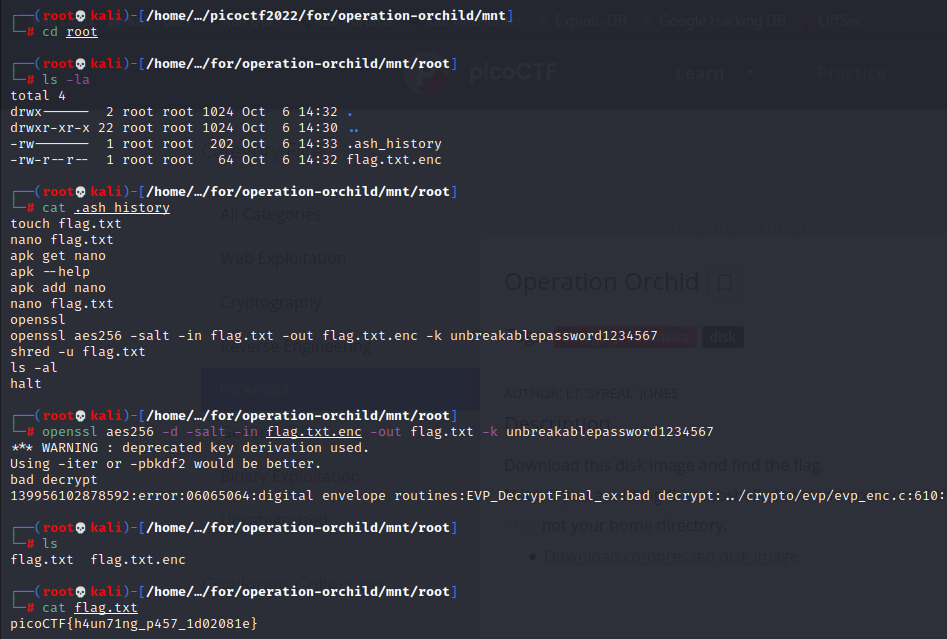 ┌──(root💀kali)-[/home/…/picoctf2022/for/operation-orchild/mnt]
└─# cd root
┌──(root💀kali)-[/home/…/for/operation-orchild/mnt/root]
└─# ls -la
total 4
drwx------  2 root root 1024 Oct  6 14:32 .
drwxr-xr-x 22 root root 1024 Oct  6 14:30 ..
-rw-------  1 root root  202 Oct  6 14:33 .ash_history
-rw-r--r--  1 root root   64 Oct  6 14:32 flag.txt.enc
┌──(root💀kali)-[/home/…/for/operation-orchild/mnt/root]
└─# cat .ash_history
touch flag.txt
nano flag.txt
apk get nano
apk --help
apk add nano
nano flag.txt
openssl
openssl aes256 -salt -in flag.txt -out flag.txt.enc -k unbreakablepassword1234567
shred -u flag.txt
ls -al
halt
┌──(root💀kali)-[/home/…/for/operation-orchild/mnt/root]
└─# openssl aes256 -d -salt -in flag.txt.enc -out flag.txt -k unbreakablepassword1234567
*** WARNING : deprecated key derivation used.
Using -iter or -pbkdf2 would be better.
bad decrypt
139956102878592:error:06065064:digital envelope routines:EVP_DecryptFinal_ex:bad decrypt:../crypto/evp/evp_enc.c:610:
┌──(root💀kali)-[/home/…/for/operation-orchild/mnt/root]
└─# ls
flag.txt  flag.txt.enc
┌──(root💀kali)-[/home/…/for/operation-orchild/mnt/root]
└─# cat flag.txt
picoCTF{h4un71ng_p457_1d02081e}
Exploit-DB
Google Hacking DB
OffSec
picoCTF
Learn
Practice
All Categories
Web Exploitation
Cryptography
Reverse Engineering
Forensics
Binary Exploitation
Operation Orchid
disk
AUTHOR: LT 'SYREAL' JONES
Description
Download this disk image and find the flag.
not your home directory.
Download compressed disk image